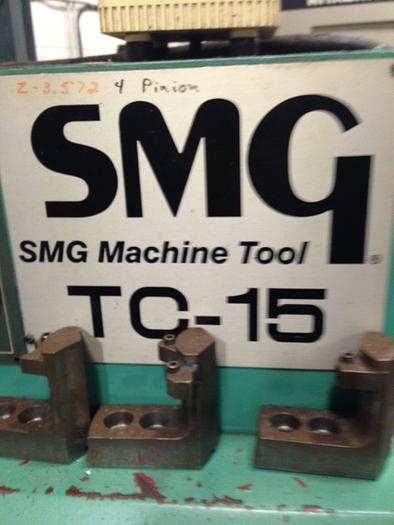 Z-3.572 4 Pinion
SMG
SMG Machine Tool
®
TC-15